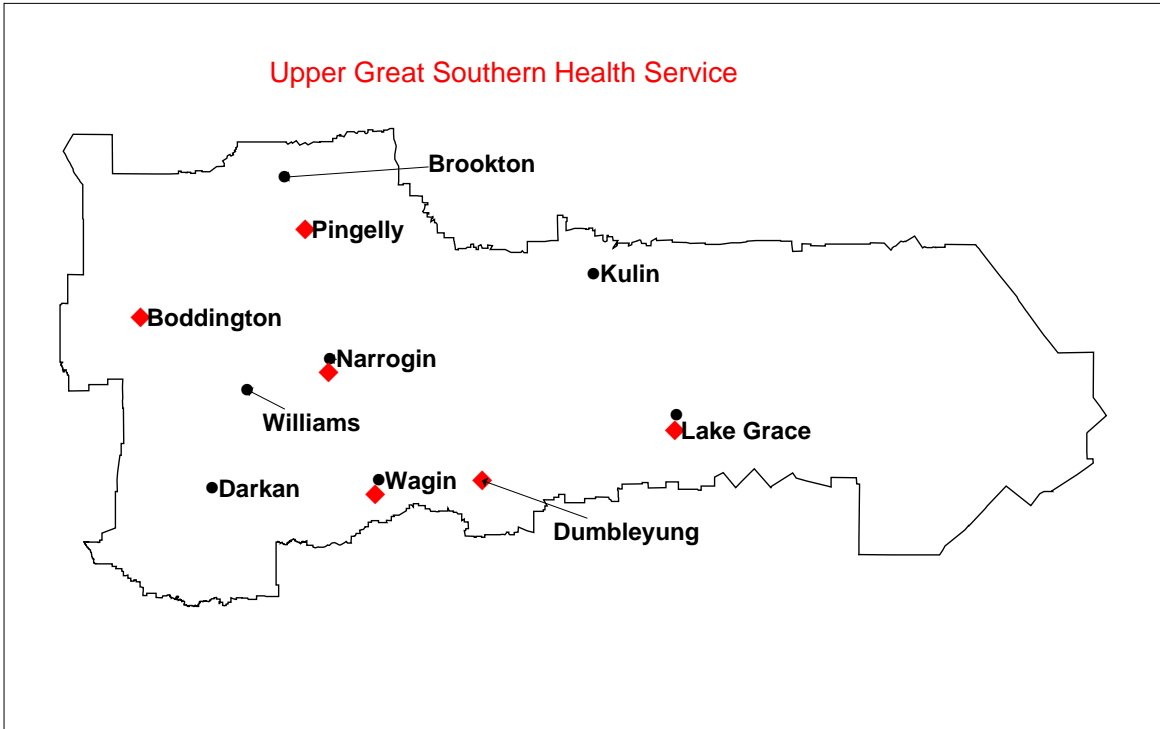 Upper Great Southern Health Service
Brookton
Pingelly
Kulin
Boddington
Narrogin
Williams
Lake Grace
Darkan
Wagin
Dumbleyung